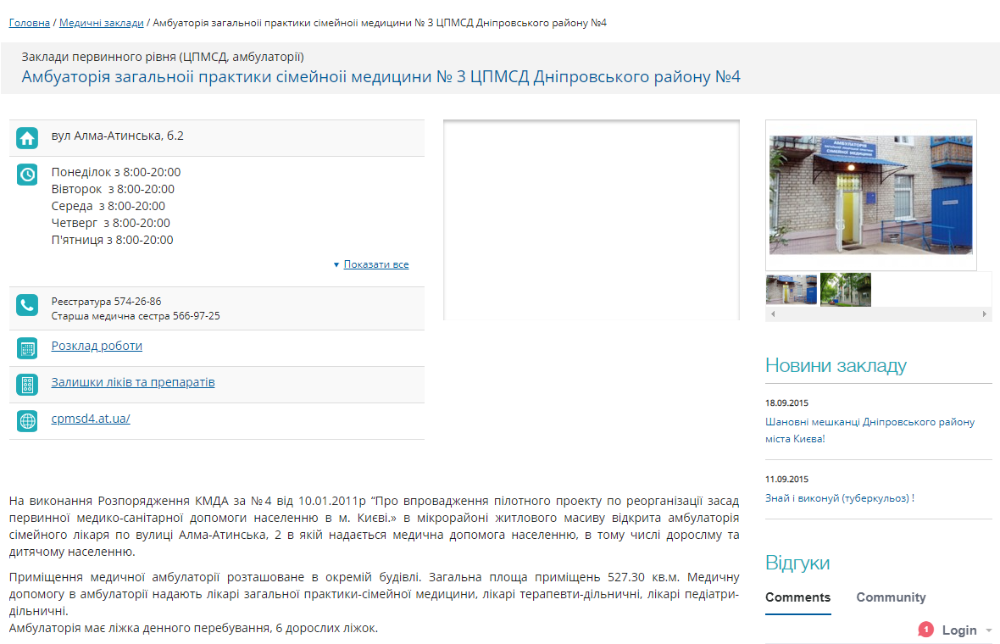 Головна / Медичні заклади / Амбуаторія загальноіі практики сімейноіі медицини № 3 ЦПМСД Дніпровського району №4
Заклади первинного рівня (ЦПМСД, амбулаторії)
Амбуаторія загальноіі практики сімейноіі медицини № 3 ЦПМСД Дніпровського району №4
вул Алма-Атинська, б.2
Понеділок з 8:00-20:00
Вівторок з 8:00-20:00
Середа з 8:00-20:00
Четверг з 8:00-20:00
П'ятниця з 8:00-20:00
Показати все
Реєстратура 574-26-86
Старша медична сестра 566-97-25
Розклад роботи
Залишки ліків та препаратів
cpmsd4.at.ua/
На виконання Розпорядження КМДА за №4 від 10.01.2011р “Про впровадження пілотного проекту по реорганізації засад
первинної медико-санітарної допомоги населенню в м. Києві.» в мікрорайоні житлового масиву відкрита амбулаторія
сімейного лікаря по вулиці Алма-Атинська, 2 в якій надається медична допомога населенню, в тому числі дорослму та
дитячому населенню.
Приміщення медичної амбулаторії розташоване в окремій будівлі. Загальна площа приміщень 527.30 кв.м. Медичну
допомогу в амбулаторії надають лікарі загальної практики-сімейної медицини, лікарі терапевти-дільничні, лікарі педіатри-
дільничні.
Амбулаторія має ліжка денного перебування, 6 дорослих ліжок.
АМБУЛАТОРІЯ
СІМЕЙНОЇ МЕДИЦИНИ
Новини закладу
18.09.2015
Шановні мешканці Дніпровського району
міста Києва!
11.09.2015
Знай і виконуй (туберкульоз) !
Відгуки
Comments Community
1 Login